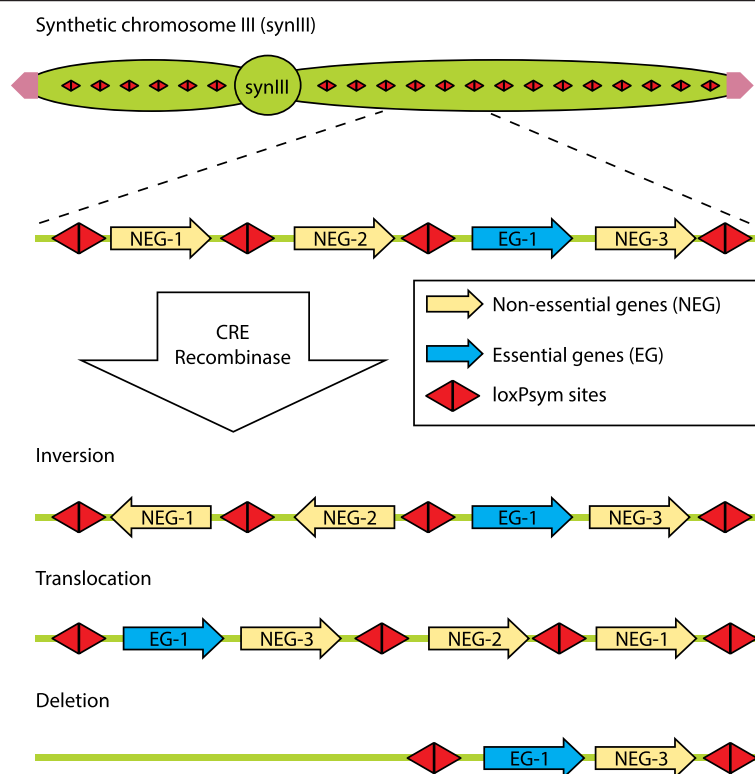 Synthetic chromosome III (synIII)
synIII
NEG-1 NEG-2 EG-1 NEG-3
CRE
Recombinase
Non-essential genes (NEG)
Essential genes (EG)
loxPsym sites
Inversion
NEG-1 NEG-2 EG-1 NEG-3
Translocation
EG-1 NEG-3 NEG-2 NEG-1
Deletion
EG-1 NEG-3